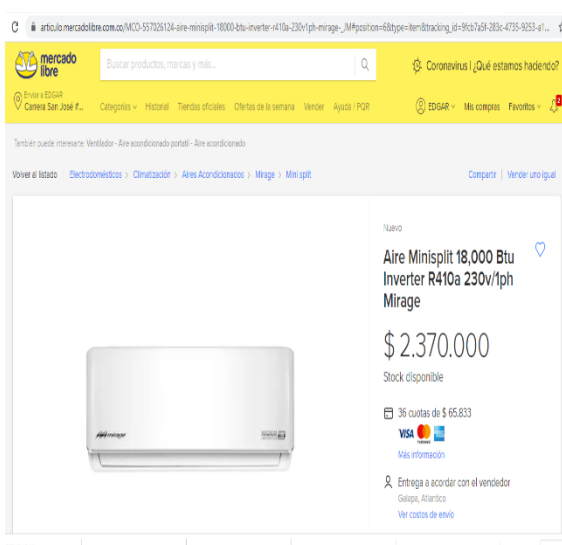 articulo.mercadolibre.com.co/MCO-557026124-aire-minisplit-18000-btu-inverter-r410a-230v1ph-mirage-_JM#position=6&type=item&tracking_id=9fcb7a5f-283c-4735-9253-a1...
mercado
libre
Buscar productos, marcas y más...
Coronavirus | ¿Qué estamos haciendo?
Enviar a EDGAR
Carrera San José #...
Categorías Historial Tiendas oficiales Ofertas de la semana Vender Ayuda / PQR
EDGAR Mis compras Favoritos 2
También puede interesarte: Ventilador - Aire acondicionado portatil - Aire acondicionado
Volver al listado Electrodomésticos > Climatización > Aires Acondicionados > Mirage > Mini split
Compartir | Vender uno igual
Nuevo
Aire Minisplit 18,000 Btu
Inverter R410a 230v/1ph
Mirage
$ 2.370.000
Stock disponible
36 cuotas de $ 65.833
VISA
Más información
Entrega a acordar con el vendedor
Galapa, Atlantico
Ver costos de envío
mirage